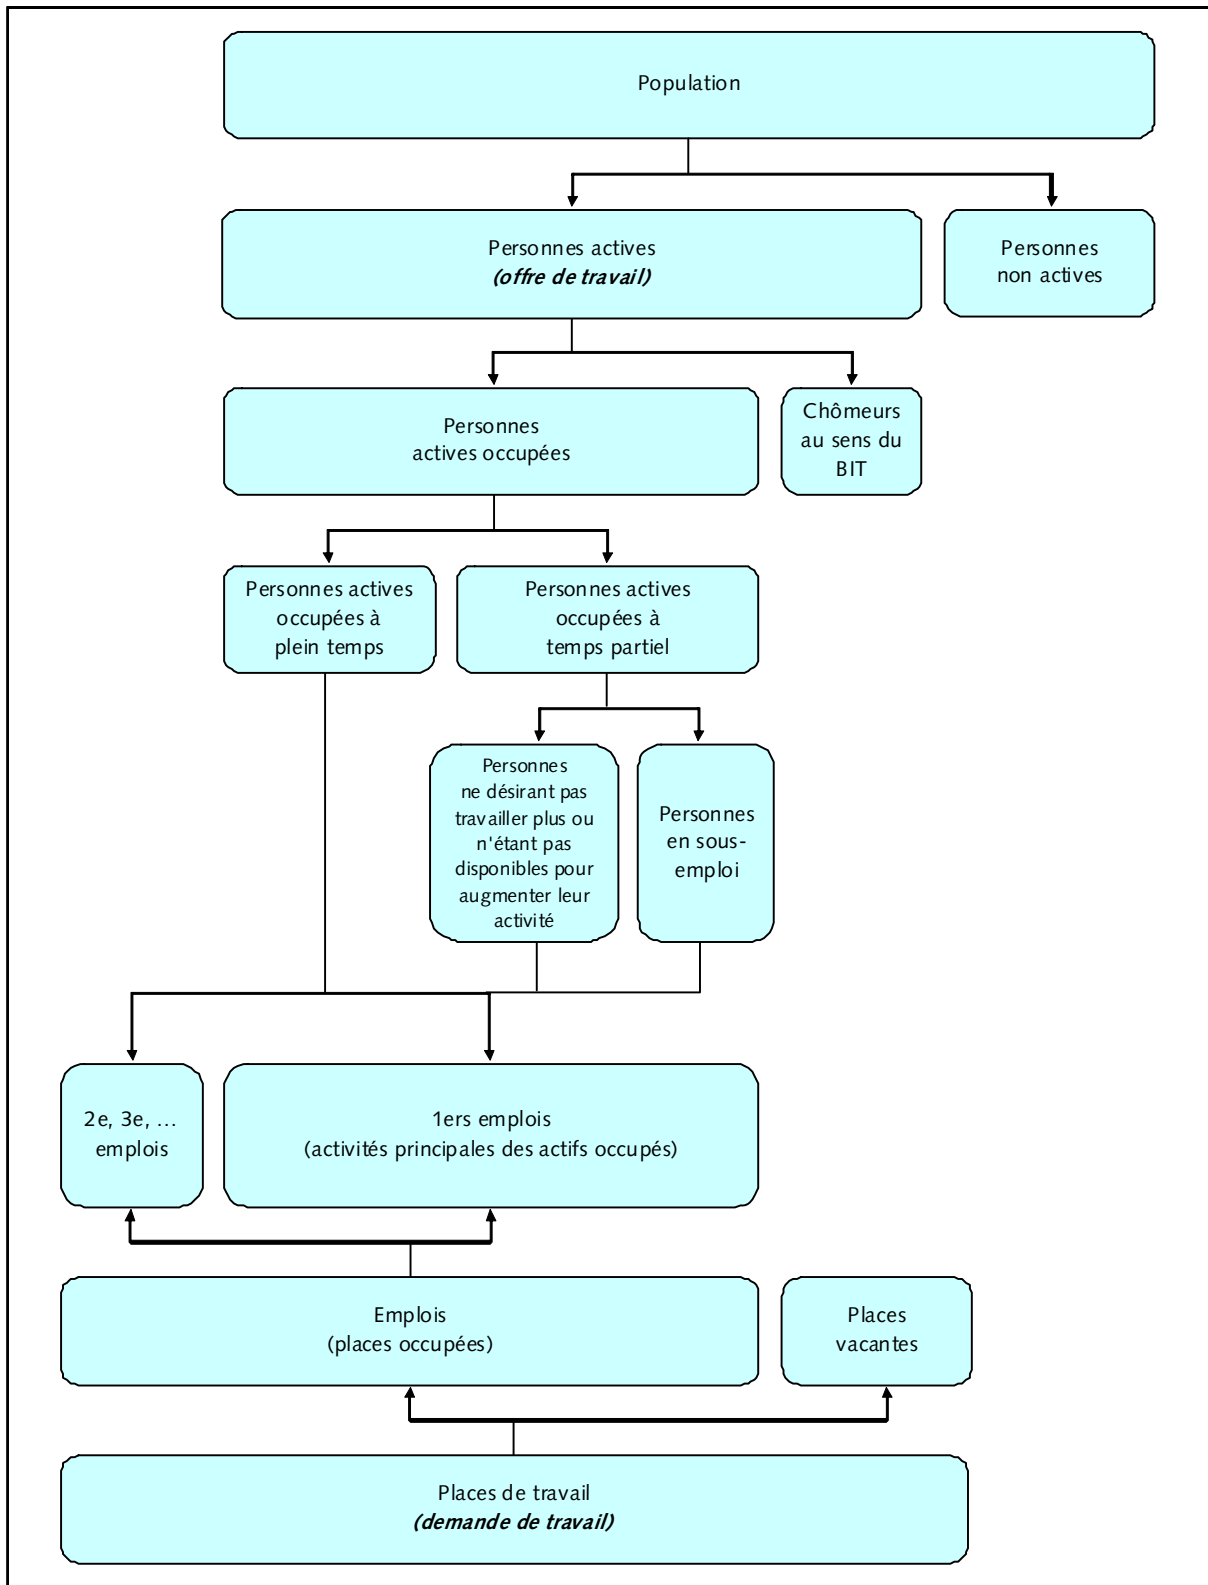 Population
Personnes actives
(offre de travail)
Personnes
non actives
Personnes
actives occupées
Chômeurs
au sens du
BIT
Personnes actives
occupées à
plein temps
Personnes actives
occupées à
temps partiel
Personnes
ne désirant pas
travailler plus ou
n'étant pas
disponibles pour
augmenter leur
activité
Personnes
en sous-
emploi
2e, 3e, ...
emplois
1ers emplois
(activités principales des actifs occupés)
Emplois
(places occupées)
Places
vacantes
Places de travail
(demande de travail)